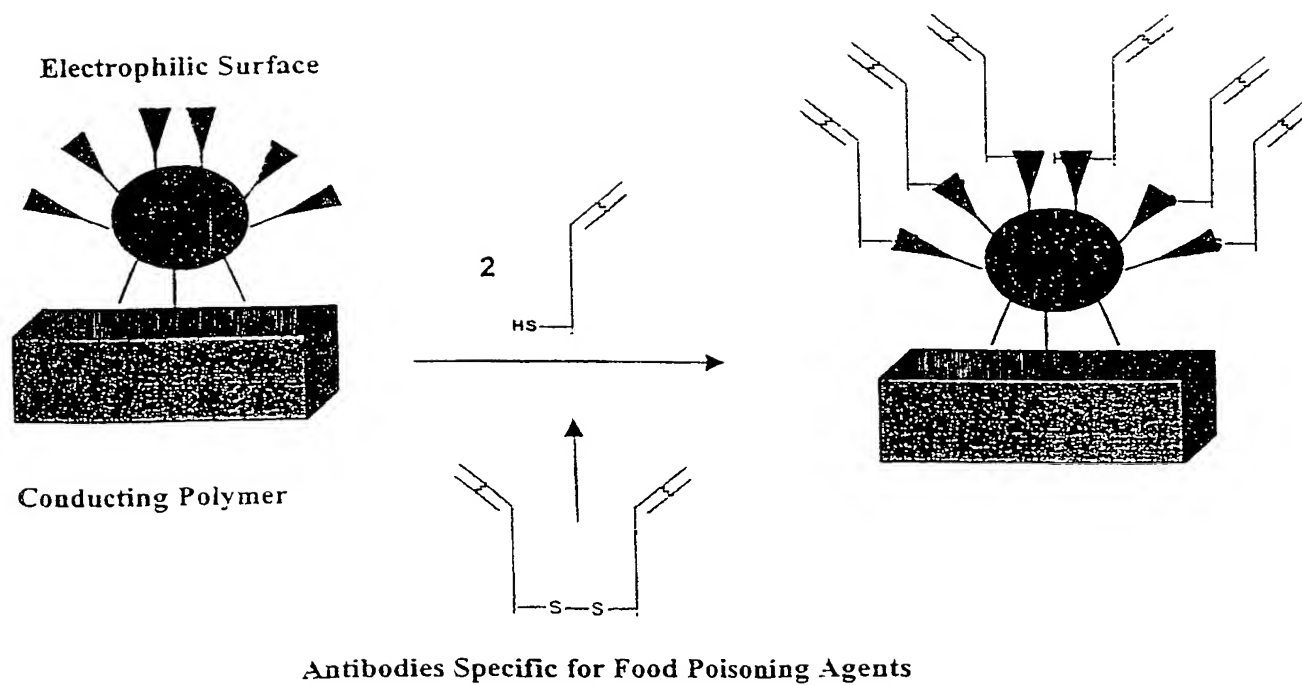 Electrophilic Surface
2
HS
Conducting Polymer
S—S
Antibodies Specific for Food Poisoning Agents